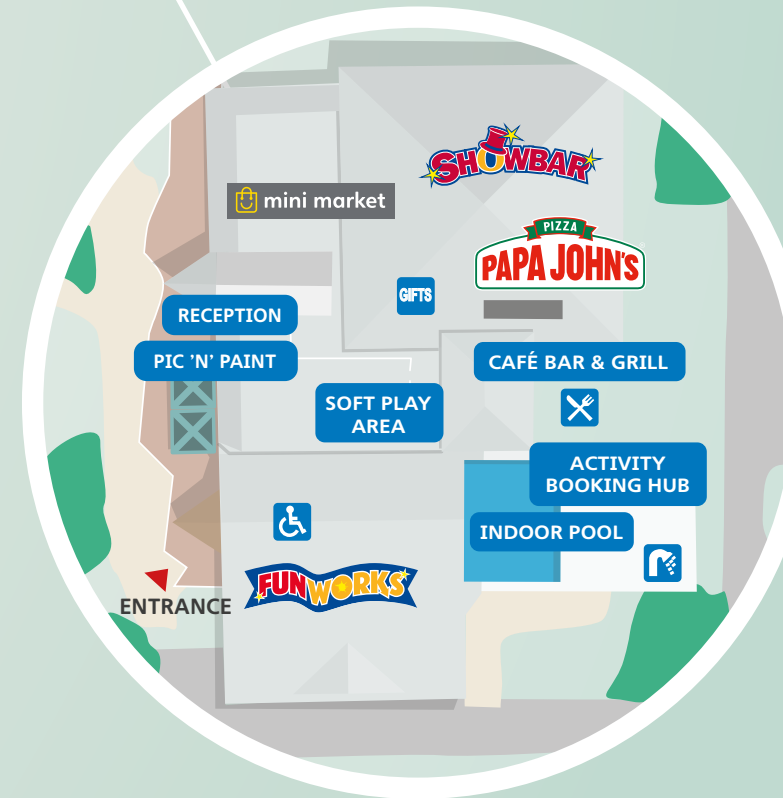 SHOWBAR
mini market
PIZZA
PAPA JOHN'S
GIFTS
RECEPTION
PIC ’N’ PAINT
CAFÉ BAR & GRILL
SOFT PLAY
AREA
ACTIVITY
BOOKING HUB
INDOOR POOL
FUNWORKS
ENTRANCE